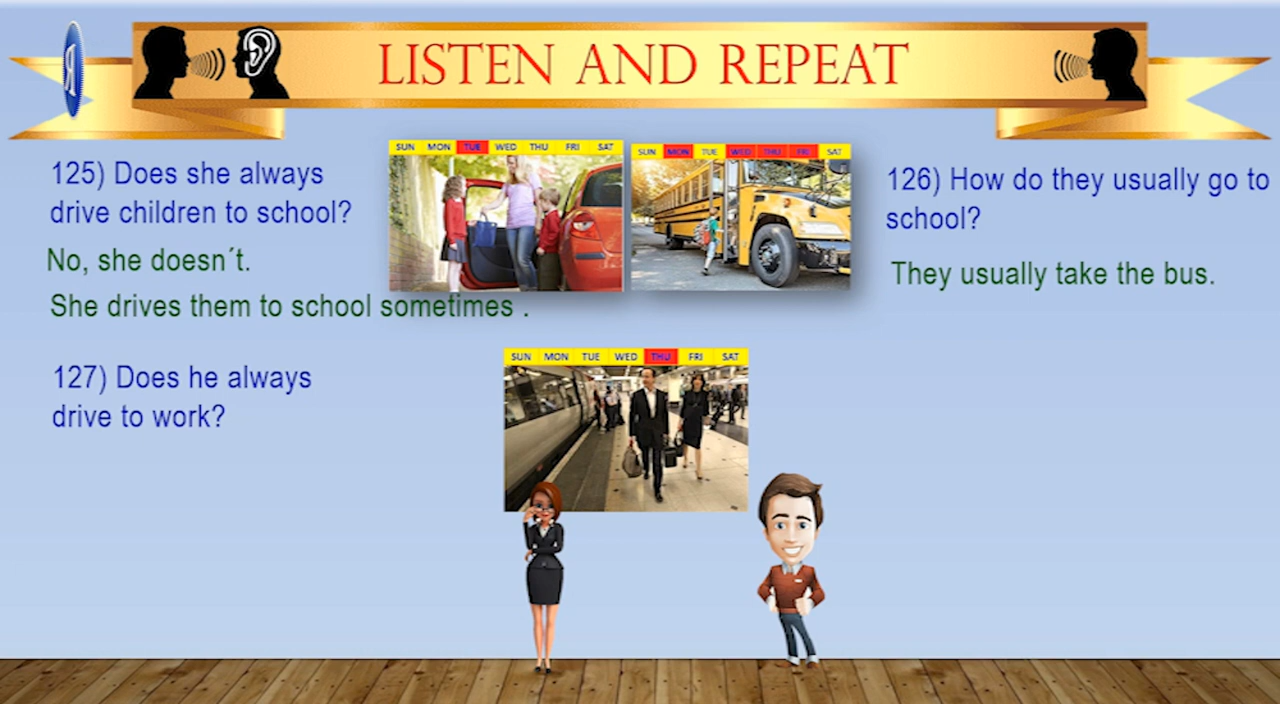 LISTEN AND REPEAT
125) Does she always
drive children to school?
No, she doesn´t.
She drives them to school sometimes .
SUN MON TUE WED THU FRI SAT
SUN MON TUE WED THU FRI SAT
126) How do they usually go to
school?
They usually take the bus.
127) Does he always
drive to work?
SUN MON TUE WED THU FRI SAT